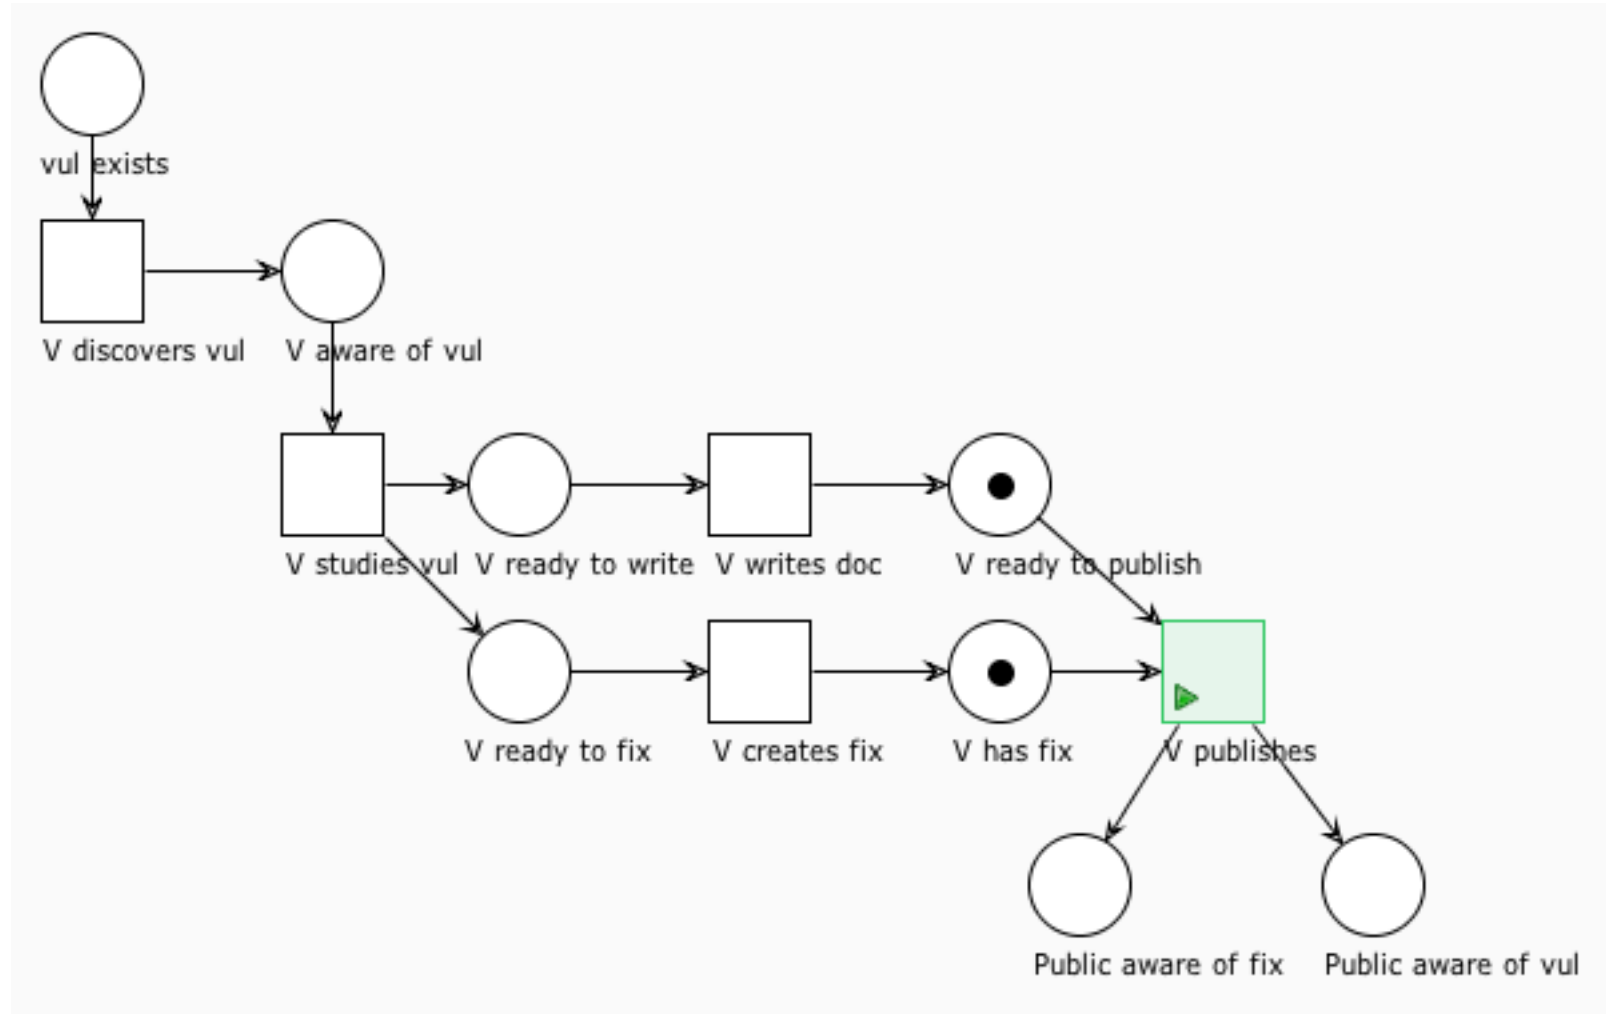 vul exists
V discovers vul
V aware of vul
V studies vul
V ready to write
V writes doc
V ready to publish
V ready to fix
V creates fix
V has fix
V publishes
Public aware of fix
Public aware of vul